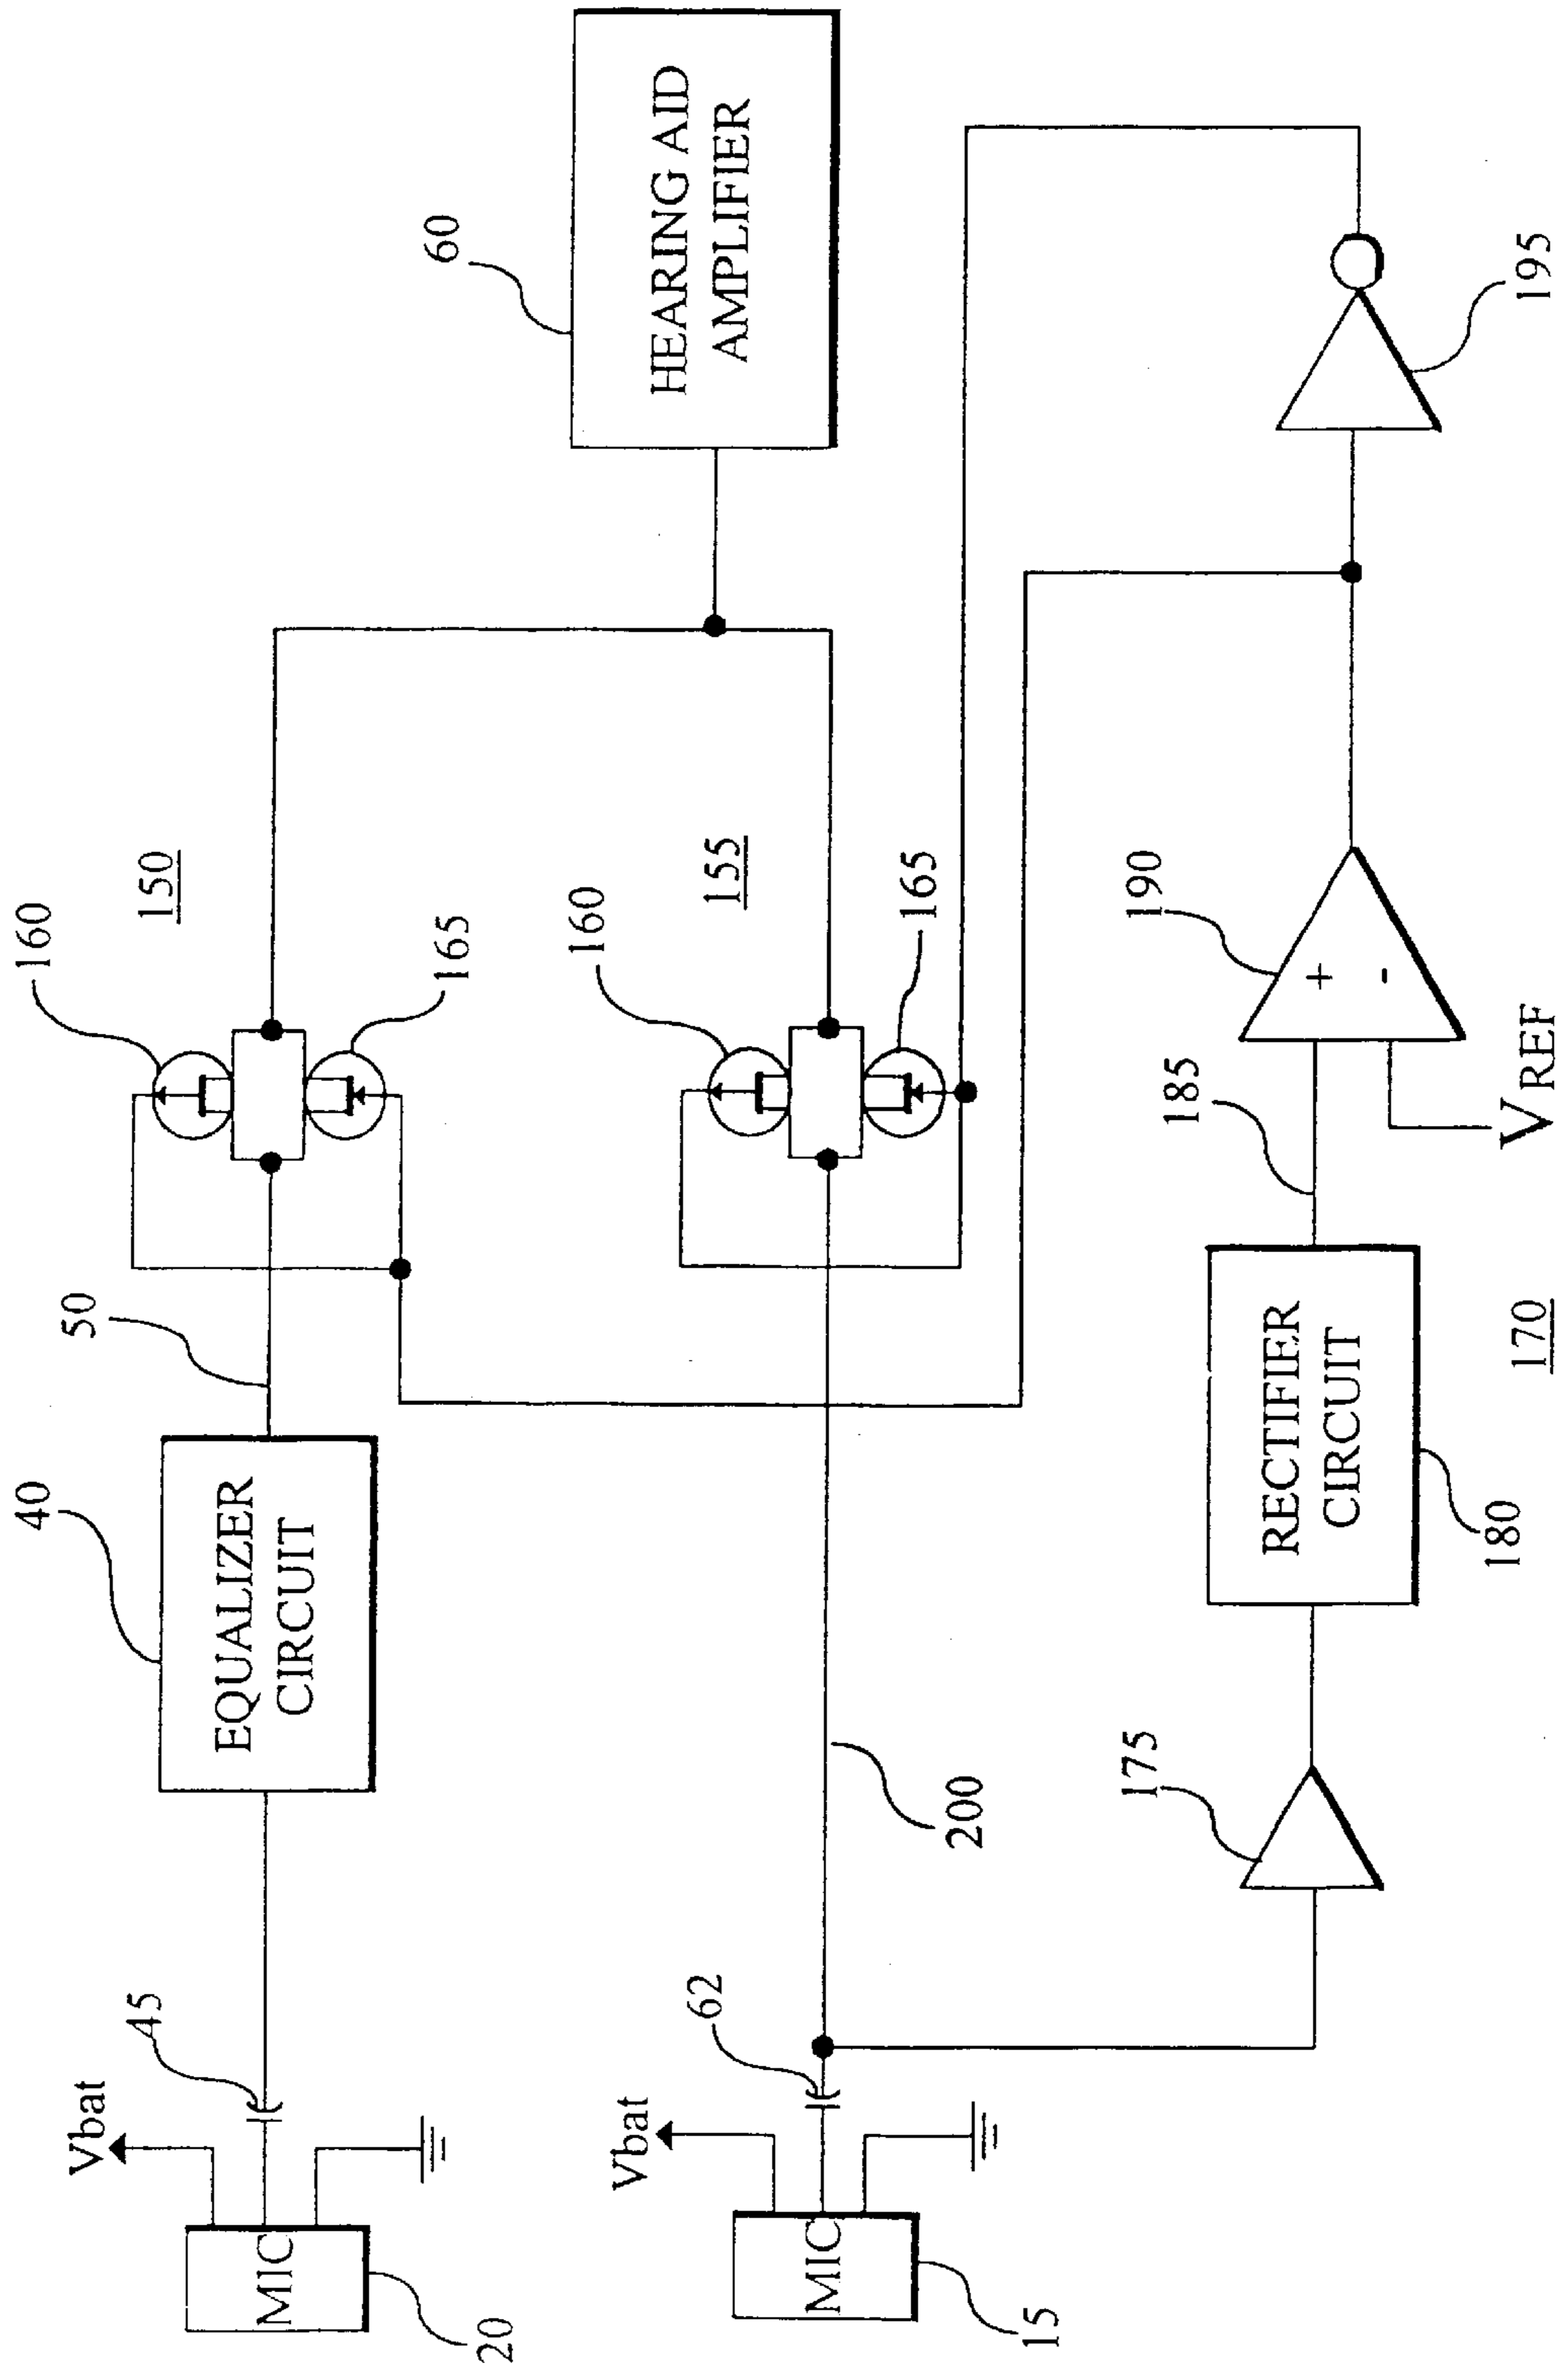 160
150
165
60
HEARING AID
AMPLIFIER
40
50
EQUALIZER
CIRCUIT
Vbat
45
MIC
20
160
155
165
Vbat
62
MIC
15
200
175
RECTIFIER
CIRCUIT
180
170
185
190
+
-
VREF
195